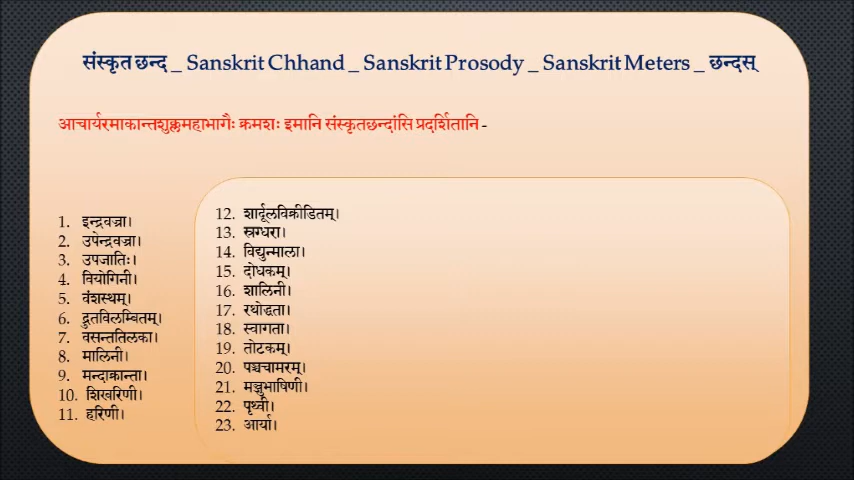 संस्कृत छन्द _ Sanskrit Chhand _ Sanskrit Prosody _ Sanskrit Meters _ छन्दस्
आचार्यरमाकान्तशुक्लमहाभागैः क्रमशः इमानि संस्कृतछन्दांसि प्रदर्शितानि -
1. इन्द्रवज्रा।
2. उपेन्द्रवज्रा।
3. उपजातिः।
4. वियोगिनी।
5. वंशस्थम्।
6. द्रुतविलम्बितम्।
7. वसन्ततिलका।
8. मालिनी।
9. मन्दाक्रान्ता।
10. शिखरिणी।
11. हरिणी।
12. शार्दूलविक्रीडितम्।
13. स्रग्धरा।
14. विद्युन्माला।
15. दोधकम्।
16. शालिनी।
17. रथोद्धता।
18. स्वागता।
19. तोटकम्।
20. पञ्चचामरम्।
21. मञ्जुभाषिणी।
22. पृथ्वी।
23. आर्या।